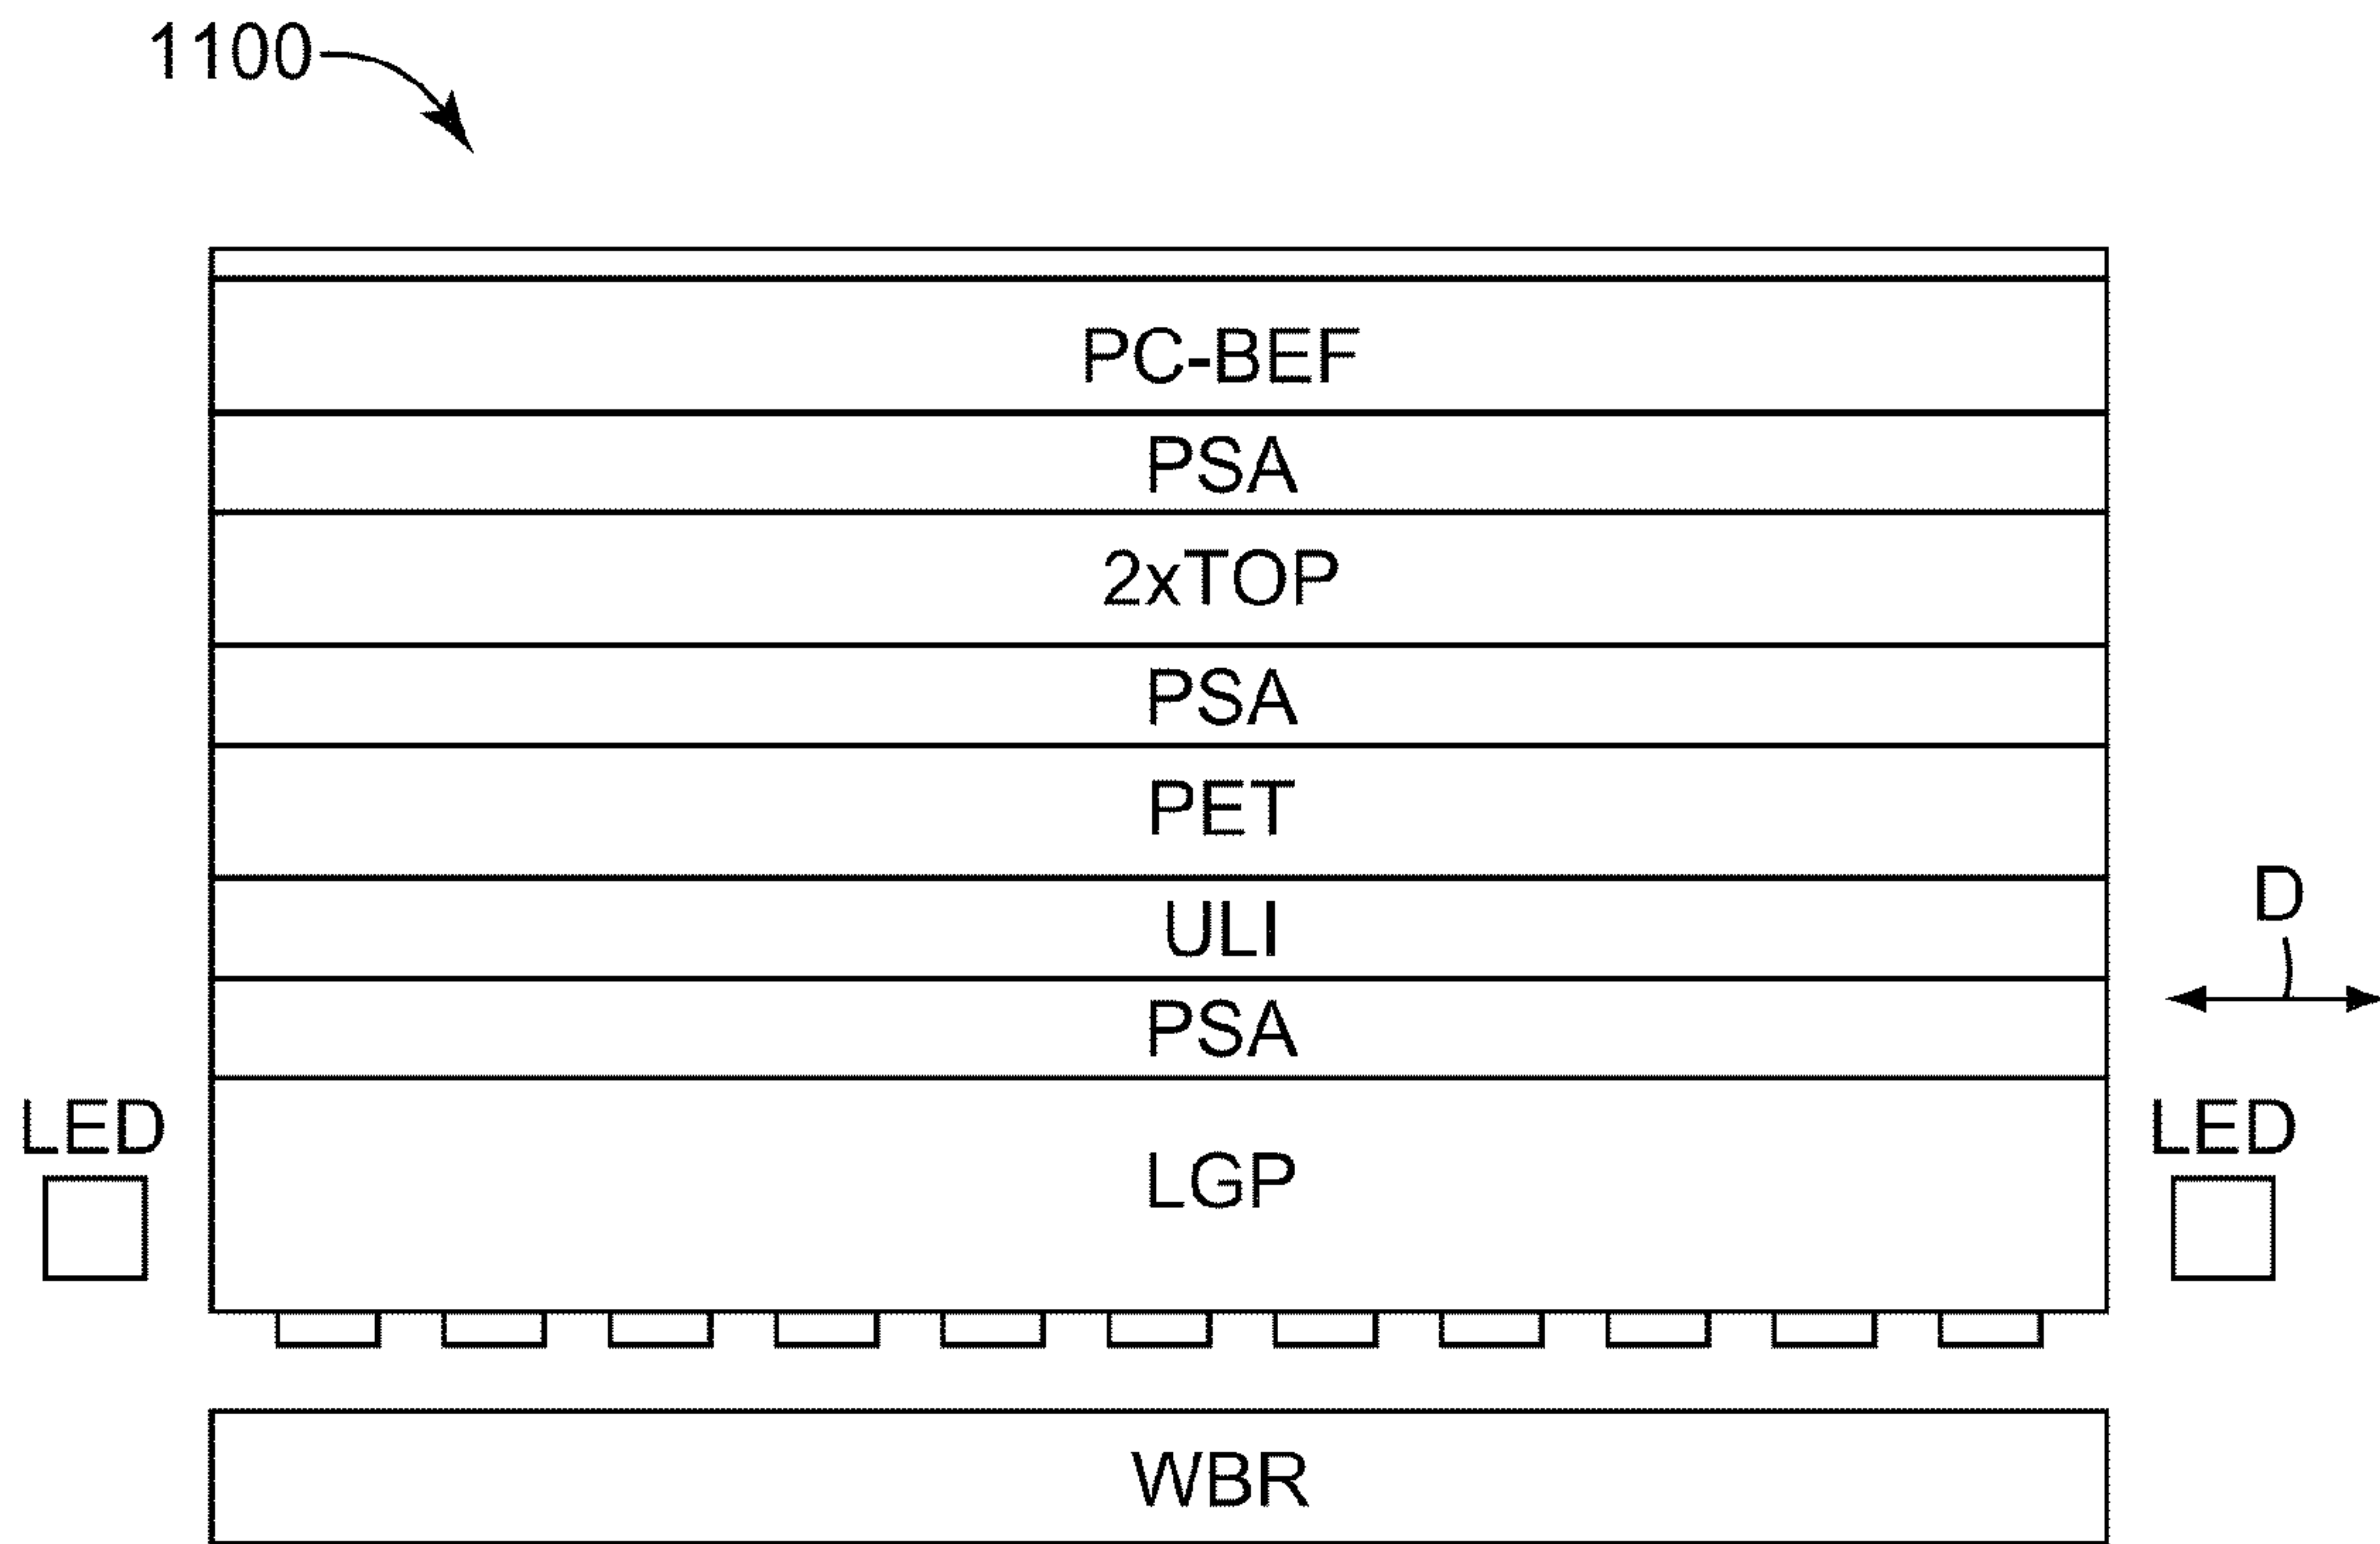 1100
PC-BEF
PSA
2xTOP
PSA
PET
ULI
D
PSA
LED
LED
LGP
WBR